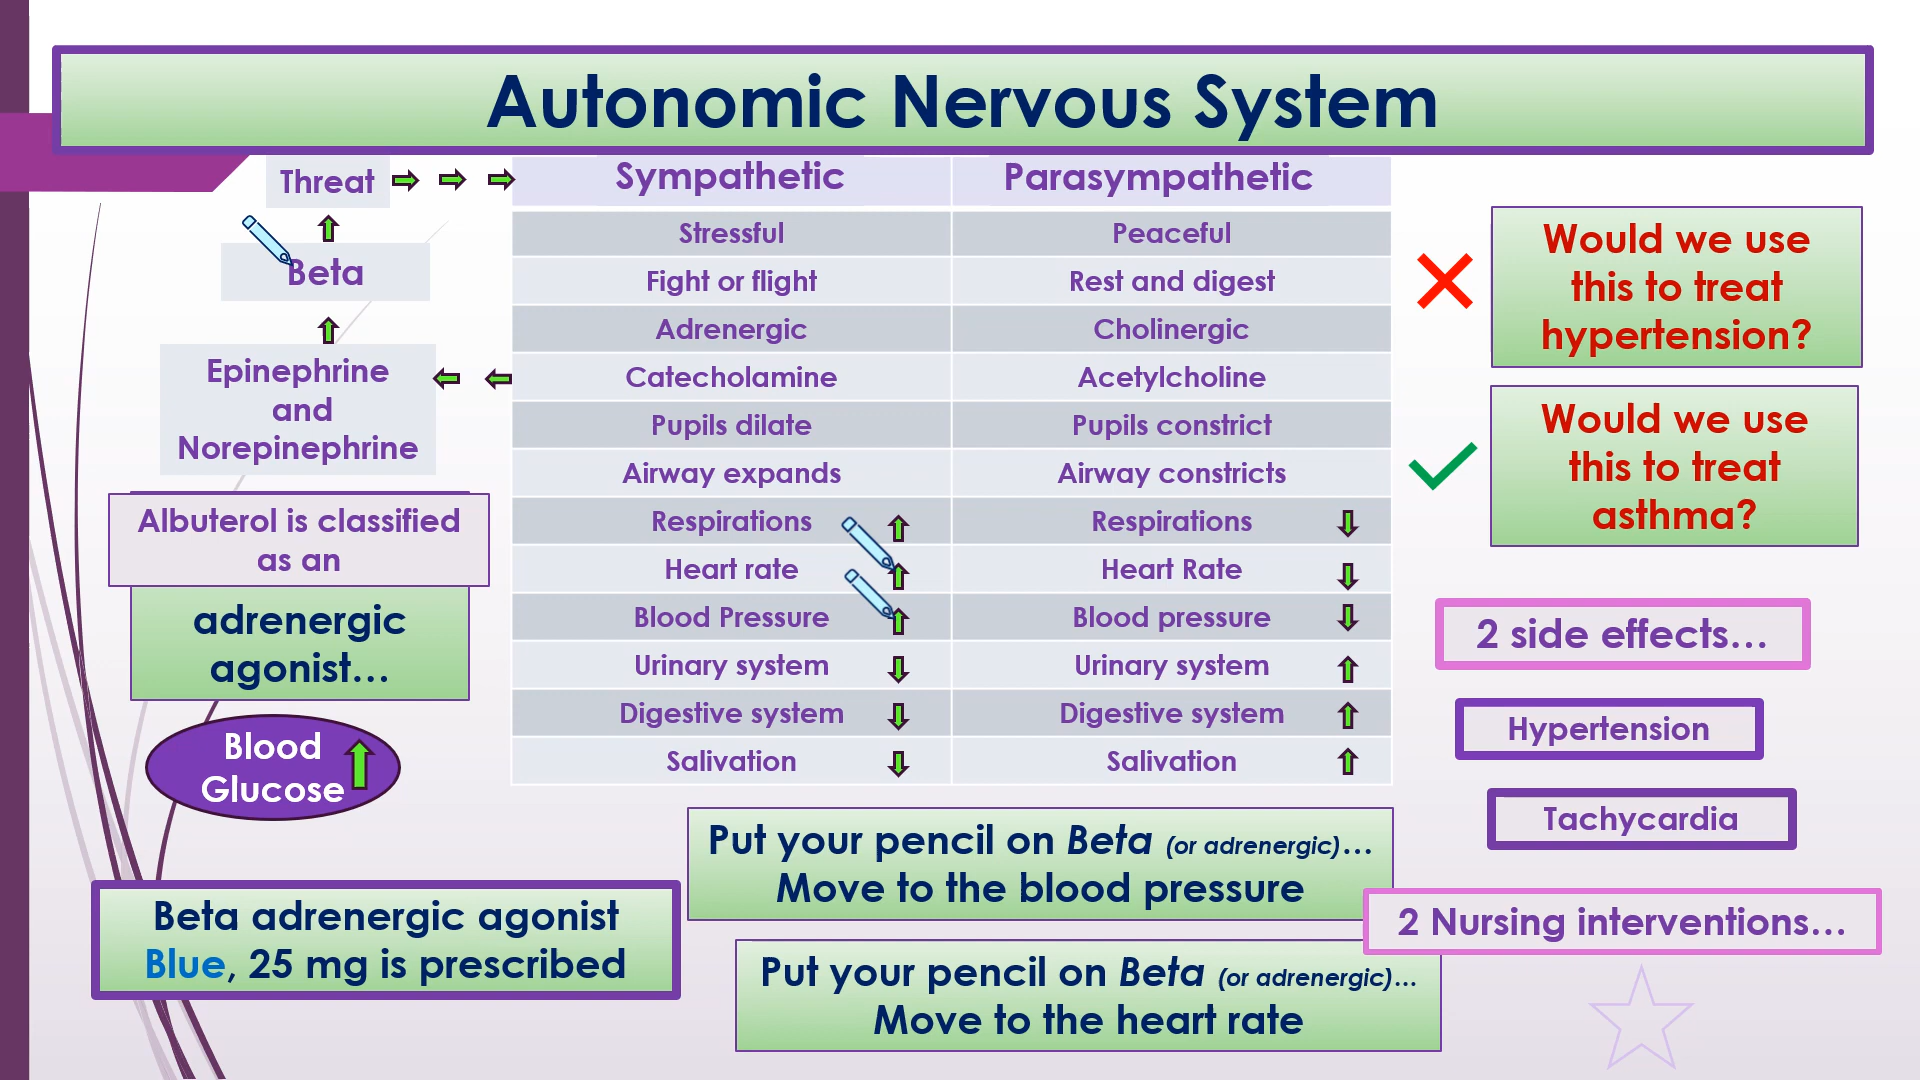 Autonomic Nervous System
Threat
Beta
Epinephrine
and
Norepinephrine
Albuterol is classified
as an
adrenergic
agonist…
Blood
Glucose
Beta adrenergic agonist
Blue, 25 mg is prescribed
Sympathetic Parasympathetic
Stressful Peaceful
Fight or flight Rest and digest
Adrenergic Cholinergic
Catecholamine Acetylcholine
Pupils dilate Pupils constrict
Airway expands Airway constricts
Respirations Respirations
Heart rate Heart Rate
Blood Pressure Blood pressure
Urinary system Urinary system
Digestive system Digestive system
Salivation Salivation
Put your pencil on Beta (or adrenergic)…
Move to the blood pressure
Put your pencil on Beta (or adrenergic)…
Move to the heart rate
Would we use
this to treat
hypertension?
Would we use
this to treat
asthma?
2 side effects…
Hypertension
Tachycardia
2 Nursing interventions…